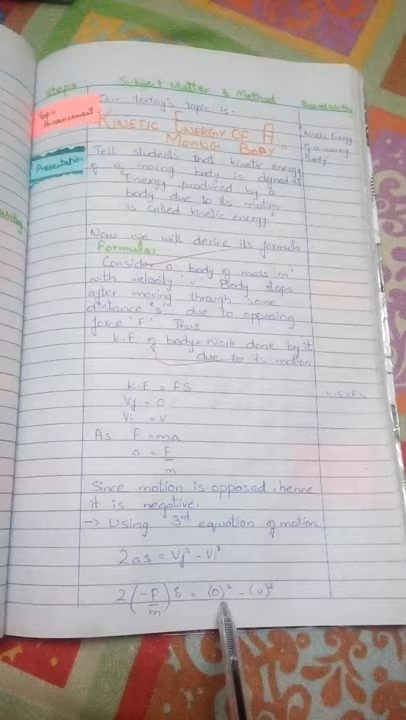 Steps Subject Matter & Method
Topic
Announcement
Our today's topic is:-
"KINETIC ENERGY OF A
MOVING BODY"
Kinetic Energy
of a moving
Body
Presentation
Tell students that kinetic energy
of a moving body is defined as
"Energy produced by a
body due to its motion
is called kinetic energy."
Now we will derive its formula
Formula:
Consider a body of mass 'm'
with velocity 'v'. Body stops
after moving through some
distance 's' due to opposing
force 'F'. Thus
K.E of body = Work done by it
due to its motion
K.E = FS
K.E = FS
Vf = 0
Vi = V
As F = ma
a = F/m
Since motion is opposed, hence
it is negative.
→ Using 3rd equation of motion
2as = Vf² - Vi²
2(-F/m)s = (0)² - (v)²